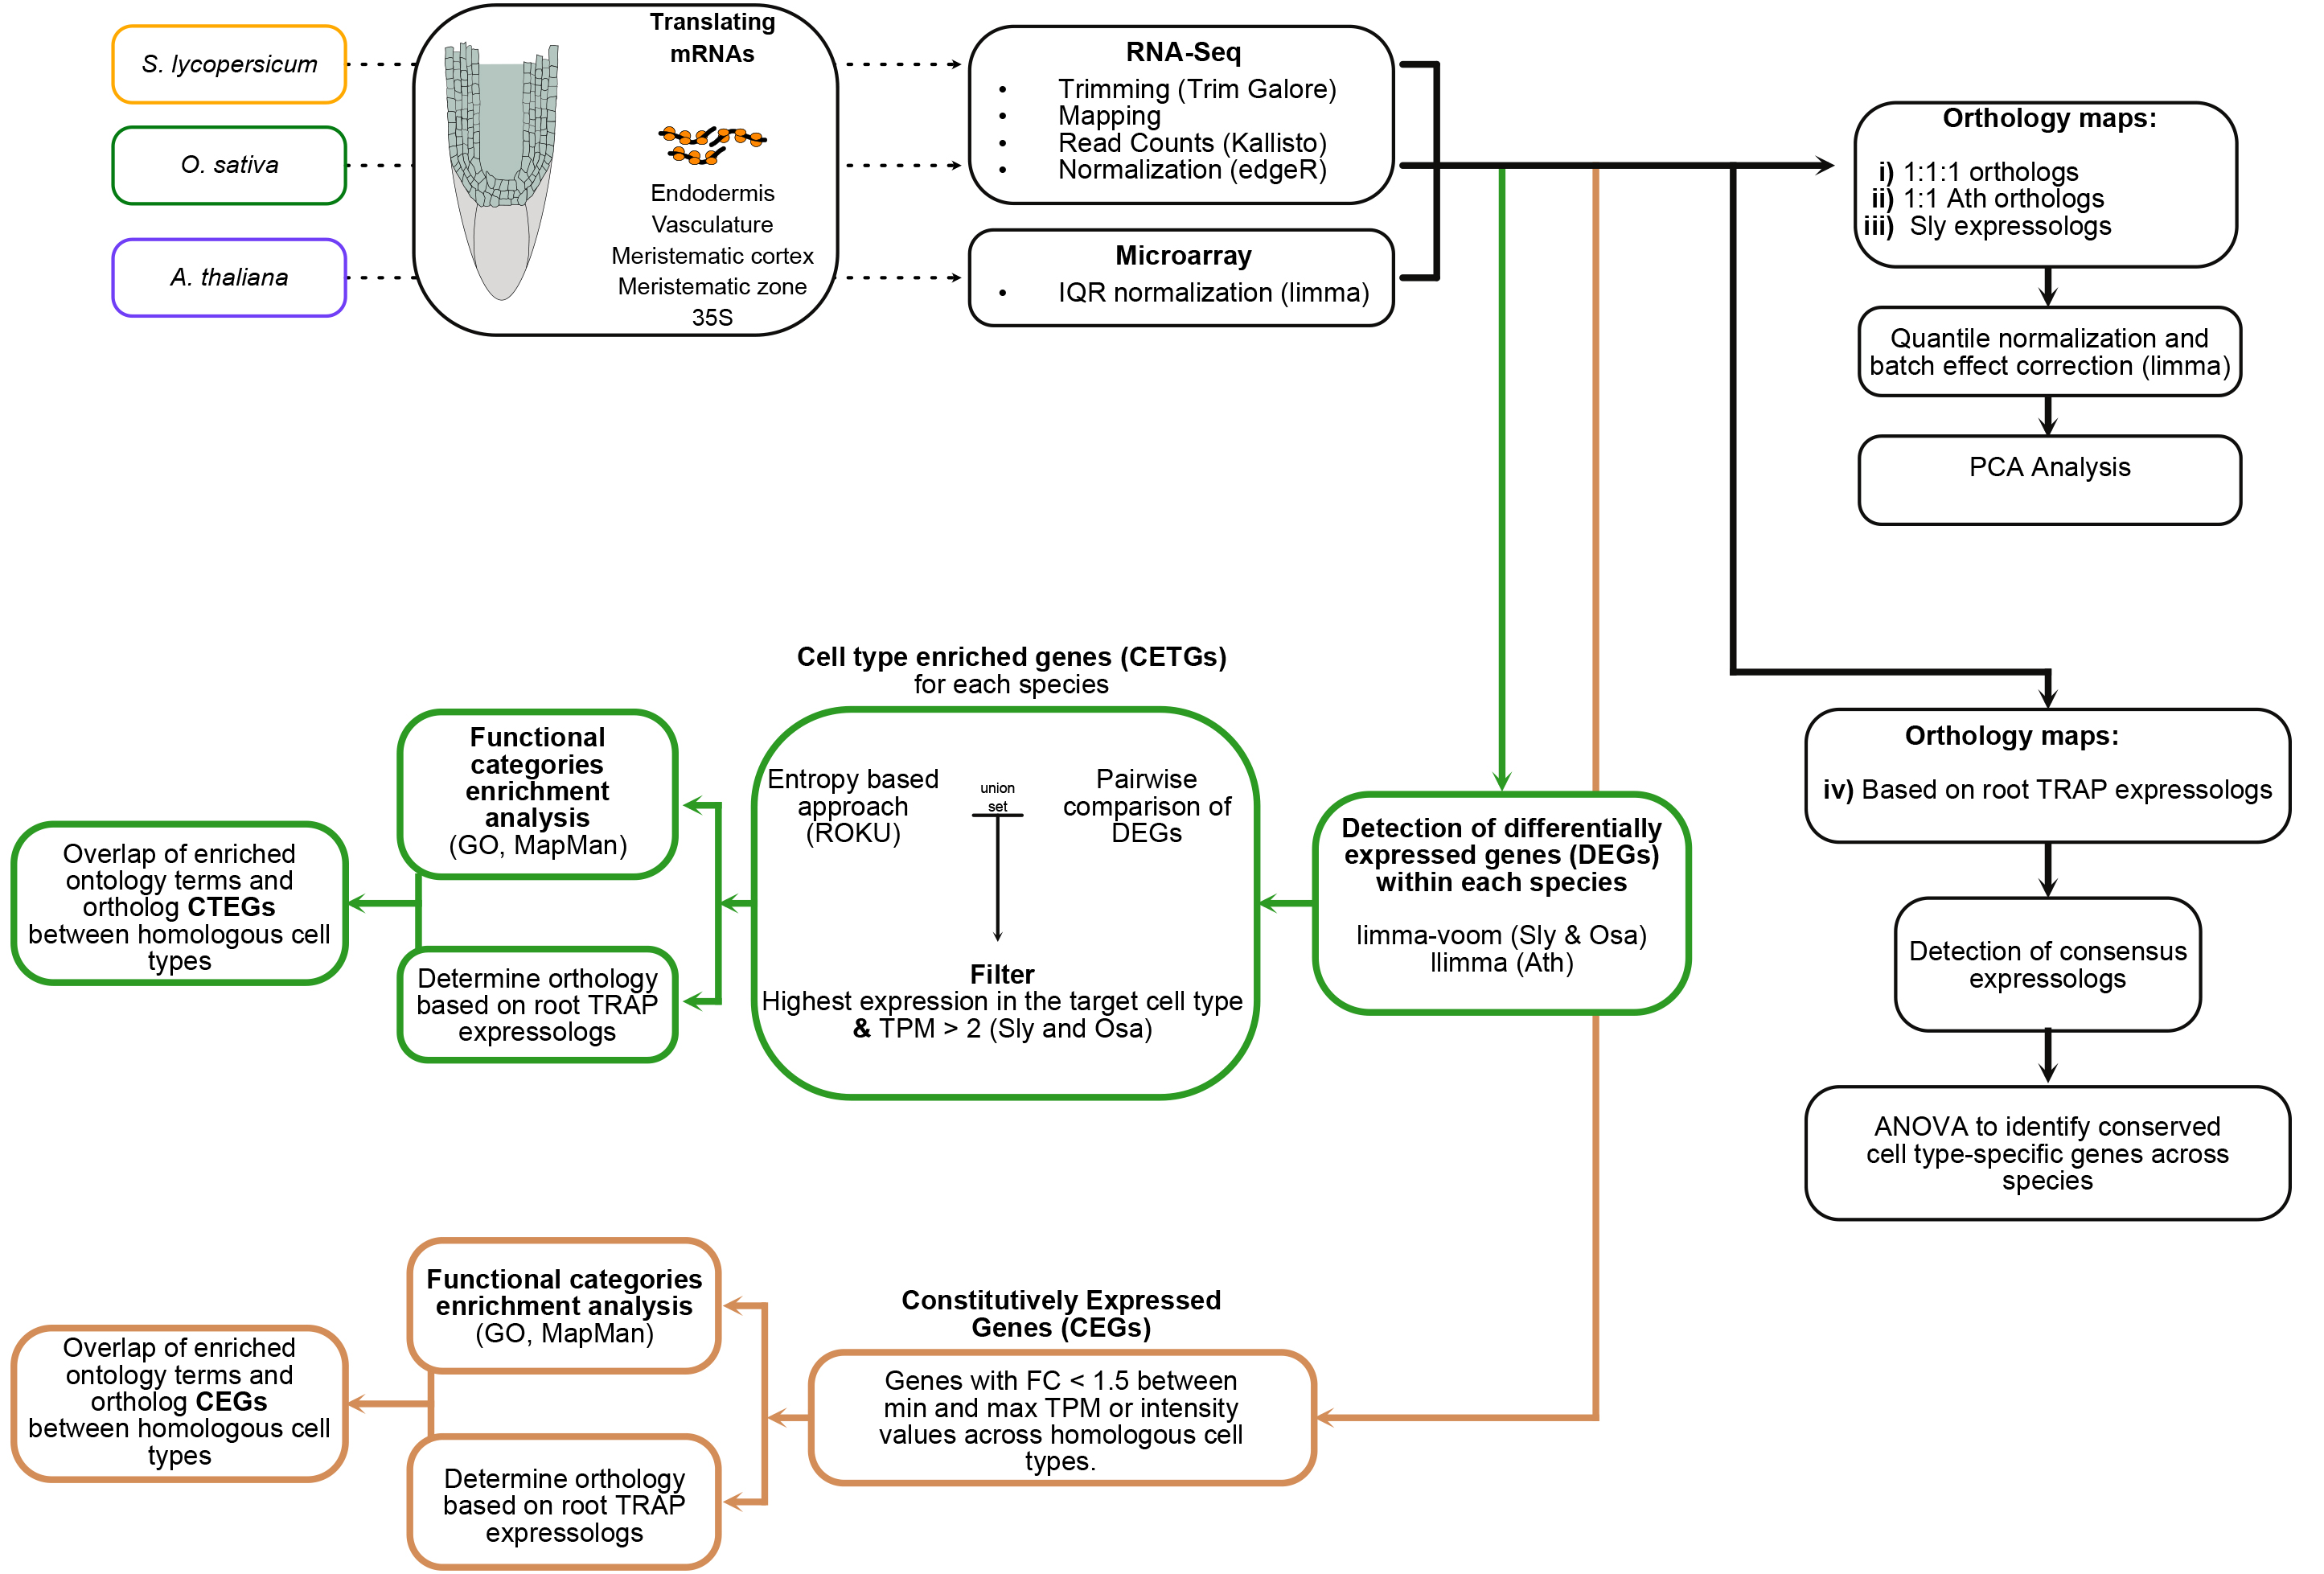 S. lycopersicum
O. sativa
A. thaliana
Translating
mRNAs
Endodermis
Vasculature
Meristematic cortex
Meristematic zone
35S
RNA-Seq
• Trimming (Trim Galore)
• Mapping
• Read Counts (Kallisto)
• Normalization (edgeR)
Microarray
• IQR normalization (limma)
Orthology maps:
i) 1:1:1 orthologs
ii) 1:1 Ath orthologs
iii) Sly expressologs
Quantile normalization and
batch effect correction (limma)
PCA Analysis
Orthology maps:
iv) Based on root TRAP expressologs
Detection of consensus
expressologs
ANOVA to identify conserved
cell type-specific genes across
species
Detection of differentially
expressed genes (DEGs)
within each species
limma-voom (Sly & Osa)
llimma (Ath)
Cell type enriched genes (CETGs)
for each species
Entropy based
approach
(ROKU)
union
set
Pairwise
comparison of
DEGs
Filter
Highest expression in the target cell type
& TPM > 2 (Sly and Osa)
Functional
categories
enrichment
analysis
(GO, MapMan)
Determine orthology
based on root TRAP
expressologs
Overlap of enriched
ontology terms and
ortholog CTEGs
between homologous cell
types
Constitutively Expressed
Genes (CEGs)
Genes with FC < 1.5 between
min and max TPM or intensity
values across homologous cell
types.
Functional categories
enrichment analysis
(GO, MapMan)
Determine orthology
based on root TRAP
expressologs
Overlap of enriched
ontology terms and
ortholog CEGs
between homologous cell
types